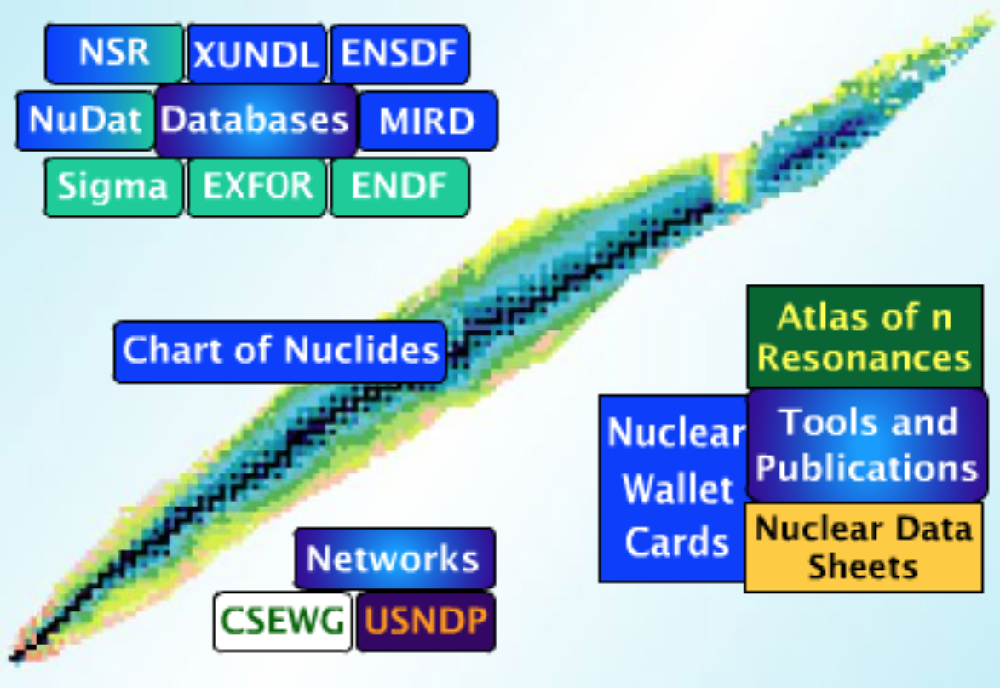 NSR
XUNDL
ENSDF
NuDat
Databases
MIRD
Sigma
EXFOR
ENDF
Chart of Nuclides
Atlas of n
Resonances
Nuclear
Wallet
Cards
Tools and
Publications
Nuclear Data
Sheets
Networks
CSEWG
USNDP